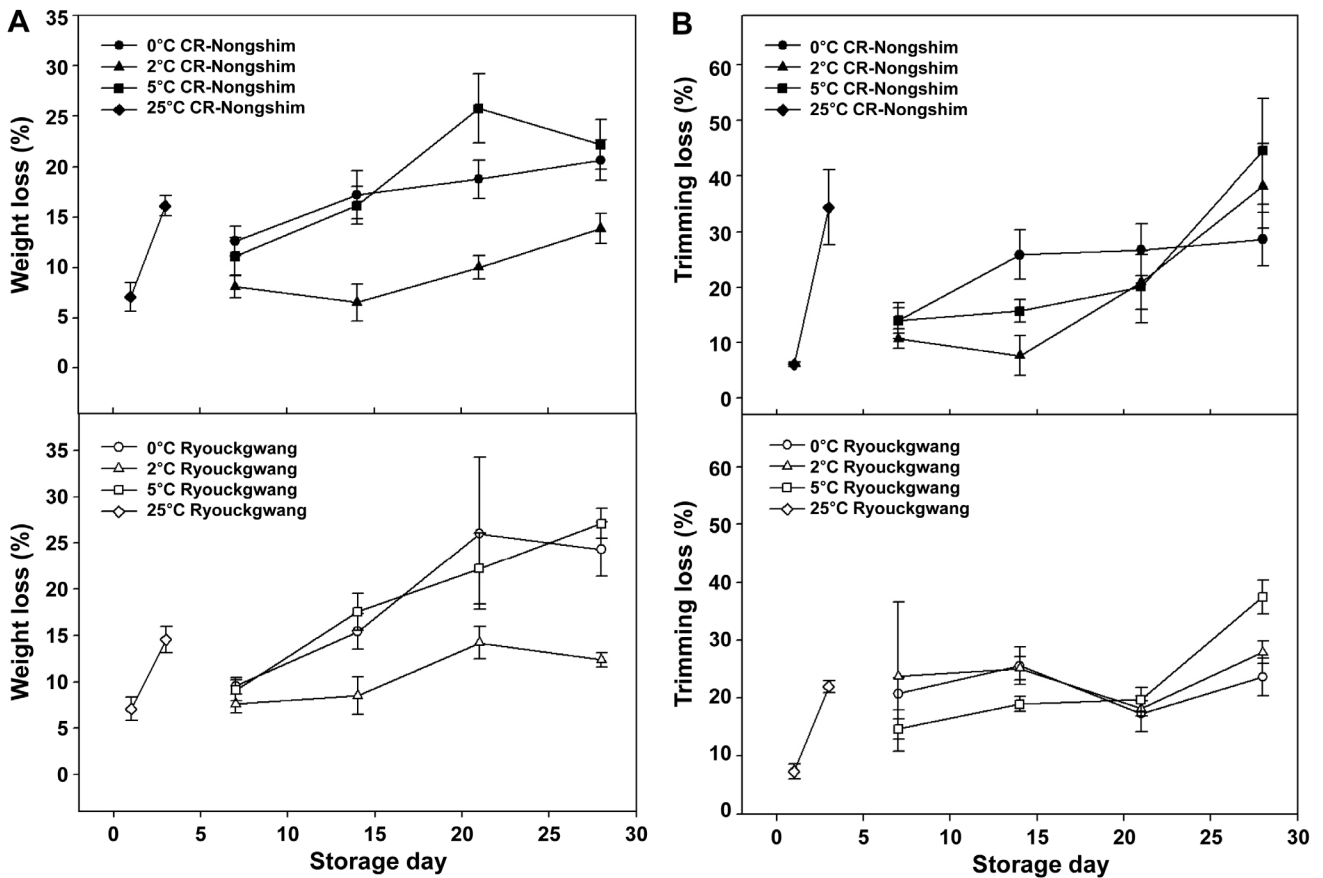 A
Weight loss (%)
35
30
25
20
15
10
5
0
0°C CR-Nongshim
2°C CR-Nongshim
5°C CR-Nongshim
25°C CR-Nongshim
Weight loss (%)
35
30
25
20
15
10
5
0
0°C Ryouckgwang
2°C Ryouckgwang
5°C Ryouckgwang
25°C Ryouckgwang
0 5 10 15 20 25 30
Storage day
B
Trimming loss (%)
60
50
40
30
20
10
0
0°C CR-Nongshim
2°C CR-Nongshim
5°C CR-Nongshim
25°C CR-Nongshim
Trimming loss (%)
60
50
40
30
20
10
0
0°C Ryouckgwang
2°C Ryouckgwang
5°C Ryouckgwang
25°C Ryouckgwang
0 5 10 15 20 25 30
Storage day